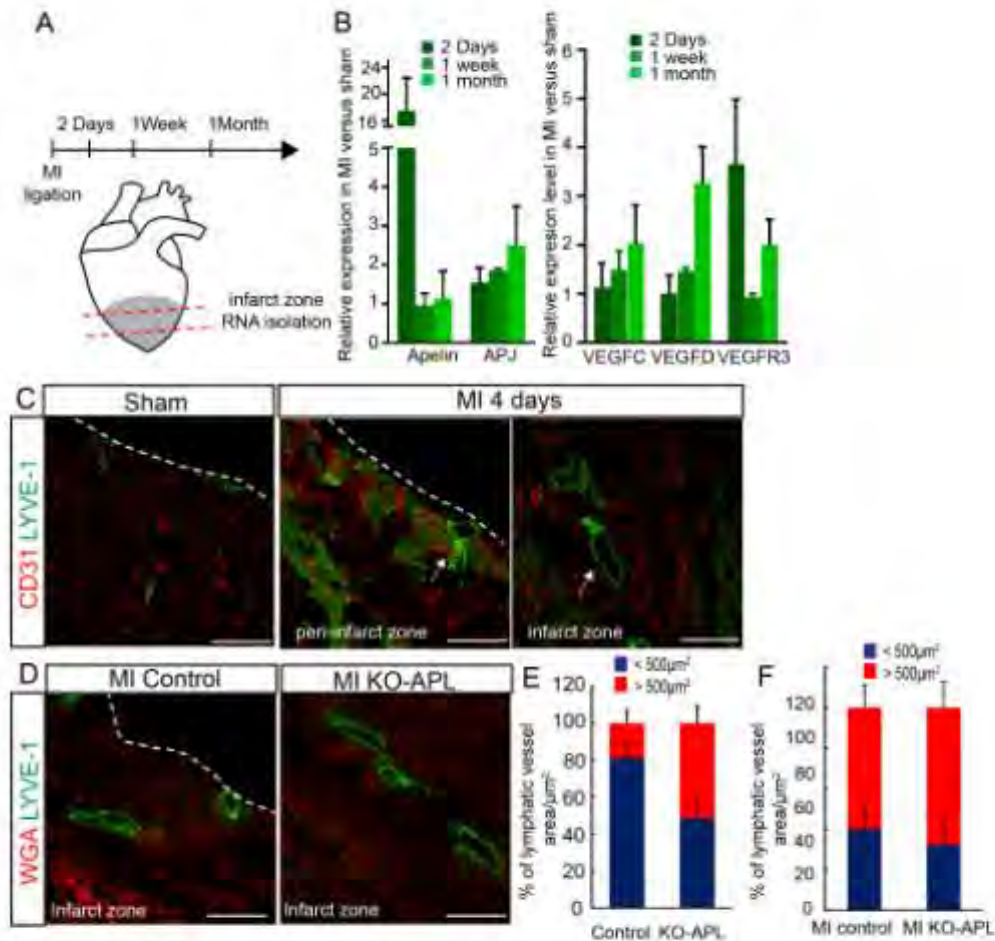 A
2 Days
1Week
1Month
MI
ligation
infarct zone
RNA isolation
B
Relative expression in MI versus sham
2 Days
1 week
1 month
24
20
16
5
4
3
2
1
0
Apelin
APJ
Relative expresion level in MI versus sham
2 Days
1 week
1 month
6
5
4
3
2
1
0
VEGFC
VEGFD
VEGFR3
C
Sham
MI 4 days
CD31 LYVE-1
peri-infarct zone
infarct zone
D
MI Control
MI KO-APL
WGA LYVE-1
Infarct zone
Infarct zone
E
< 500µm²
> 500µm²
% of lymphatic vessel
area/µm²
120
100
80
60
40
20
0
Control
KO-APL
F
< 500µm²
> 500µm²
% of lymphatic vessel
area/µm²
120
100
80
60
40
20
0
MI control
MI KO-APL